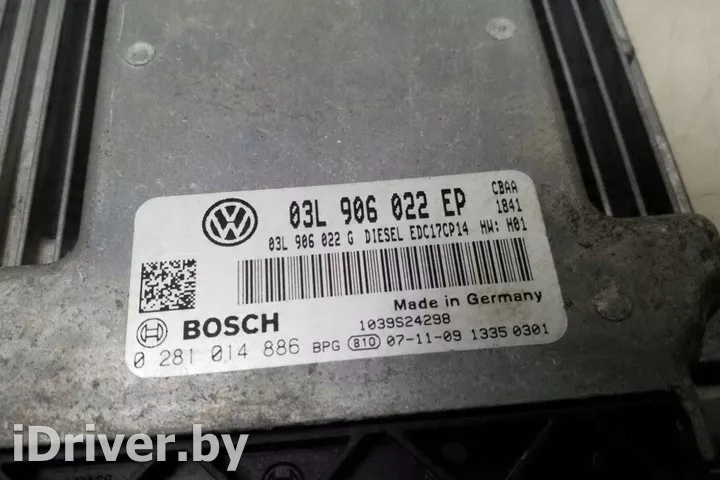 03L 906 022 EP
CBAA
1841
03L 906 022 G DIESEL EDC17CP14 HW: H01
Made in Germany
BOSCH
1039S24298
0 281 014 886 BPG 810 07-11-09 1335 0301
iDriver.by